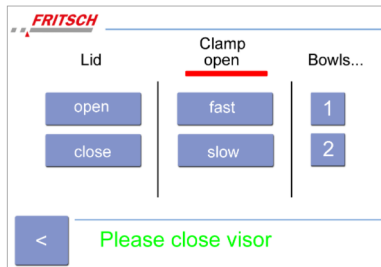 FRITSCH
Lid
Clamp
open
Bowls...
open
fast
1
close
slow
2
<
Please close visor